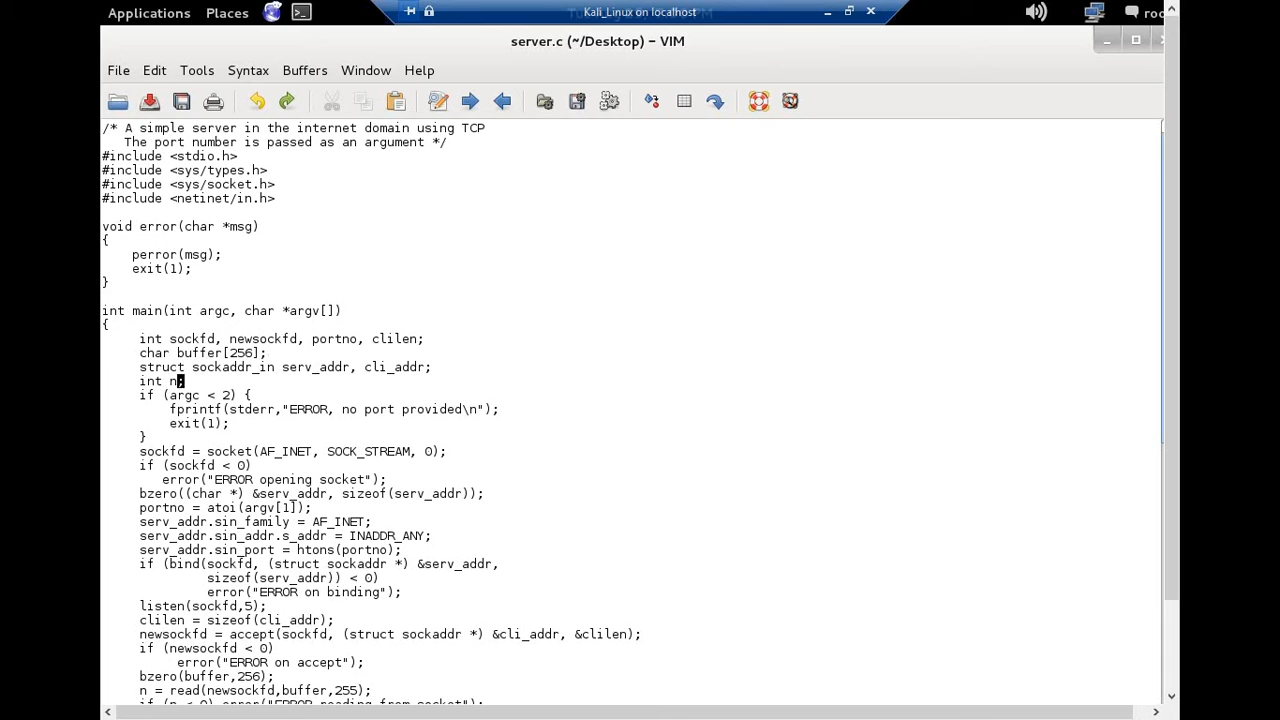 Applications Places Kali_Linux on localhost roo
server.c (~/Desktop) - VIM
File Edit Tools Syntax Buffers Window Help
/* A simple server in the internet domain using TCP
The port number is passed as an argument */
#include <stdio.h>
#include <sys/types.h>
#include <sys/socket.h>
#include <netinet/in.h>
void error(char *msg)
{
perror(msg);
exit(1);
}
int main(int argc, char *argv[])
{
int sockfd, newsockfd, portno, clilen;
char buffer[256];
struct sockaddr_in serv_addr, cli_addr;
int n;
if (argc < 2) {
fprintf(stderr,"ERROR, no port provided\n");
exit(1);
}
sockfd = socket(AF_INET, SOCK_STREAM, 0);
if (sockfd < 0)
error("ERROR opening socket");
bzero((char *) &serv_addr, sizeof(serv_addr));
portno = atoi(argv[1]);
serv_addr.sin_family = AF_INET;
serv_addr.sin_addr.s_addr = INADDR_ANY;
serv_addr.sin_port = htons(portno);
if (bind(sockfd, (struct sockaddr *) &serv_addr,
sizeof(serv_addr)) < 0)
error("ERROR on binding");
listen(sockfd,5);
clilen = sizeof(cli_addr);
newsockfd = accept(sockfd, (struct sockaddr *) &cli_addr, &clilen);
if (newsockfd < 0)
error("ERROR on accept");
bzero(buffer,256);
n = read(newsockfd,buffer,255);
if (n < 0) error("ERROR reading from socket");